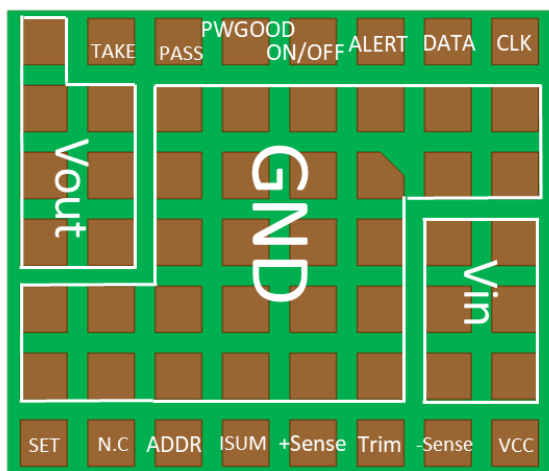 TAKE
PASS
PWGOOD
ON/OFF
ALERT
DATA
CLK
Vout
GND
Vin
SET
N.C
ADDR
ISUM
+Sense
Trim
-Sense
VCC